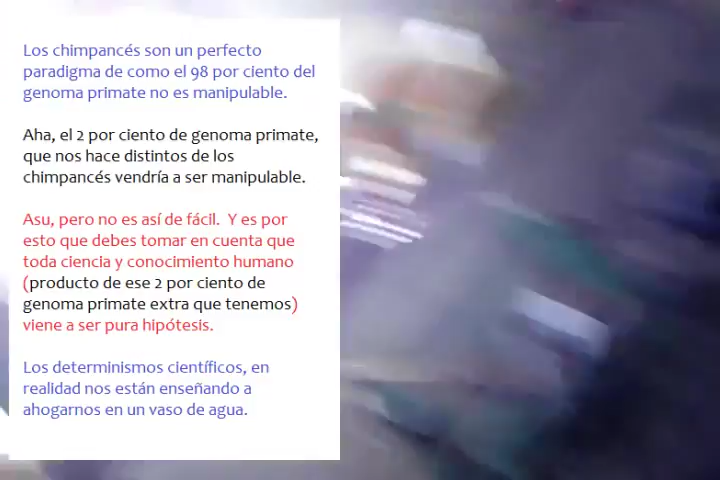 Los chimpancés son un perfecto
paradigma de como el 98 por ciento del
genoma primate no es manipulable.
Aha, el 2 por ciento de genoma primate,
que nos hace distintos de los
chimpancés vendría a ser manipulable.
Asu, pero no es así de fácil.  Y es por
esto que debes tomar en cuenta que
toda ciencia y conocimiento humano
(producto de ese 2 por ciento de
genoma primate extra que tenemos)
viene a ser pura hipótesis.
Los determinismos científicos, en
realidad nos están enseñando a
ahogarnos en un vaso de agua.